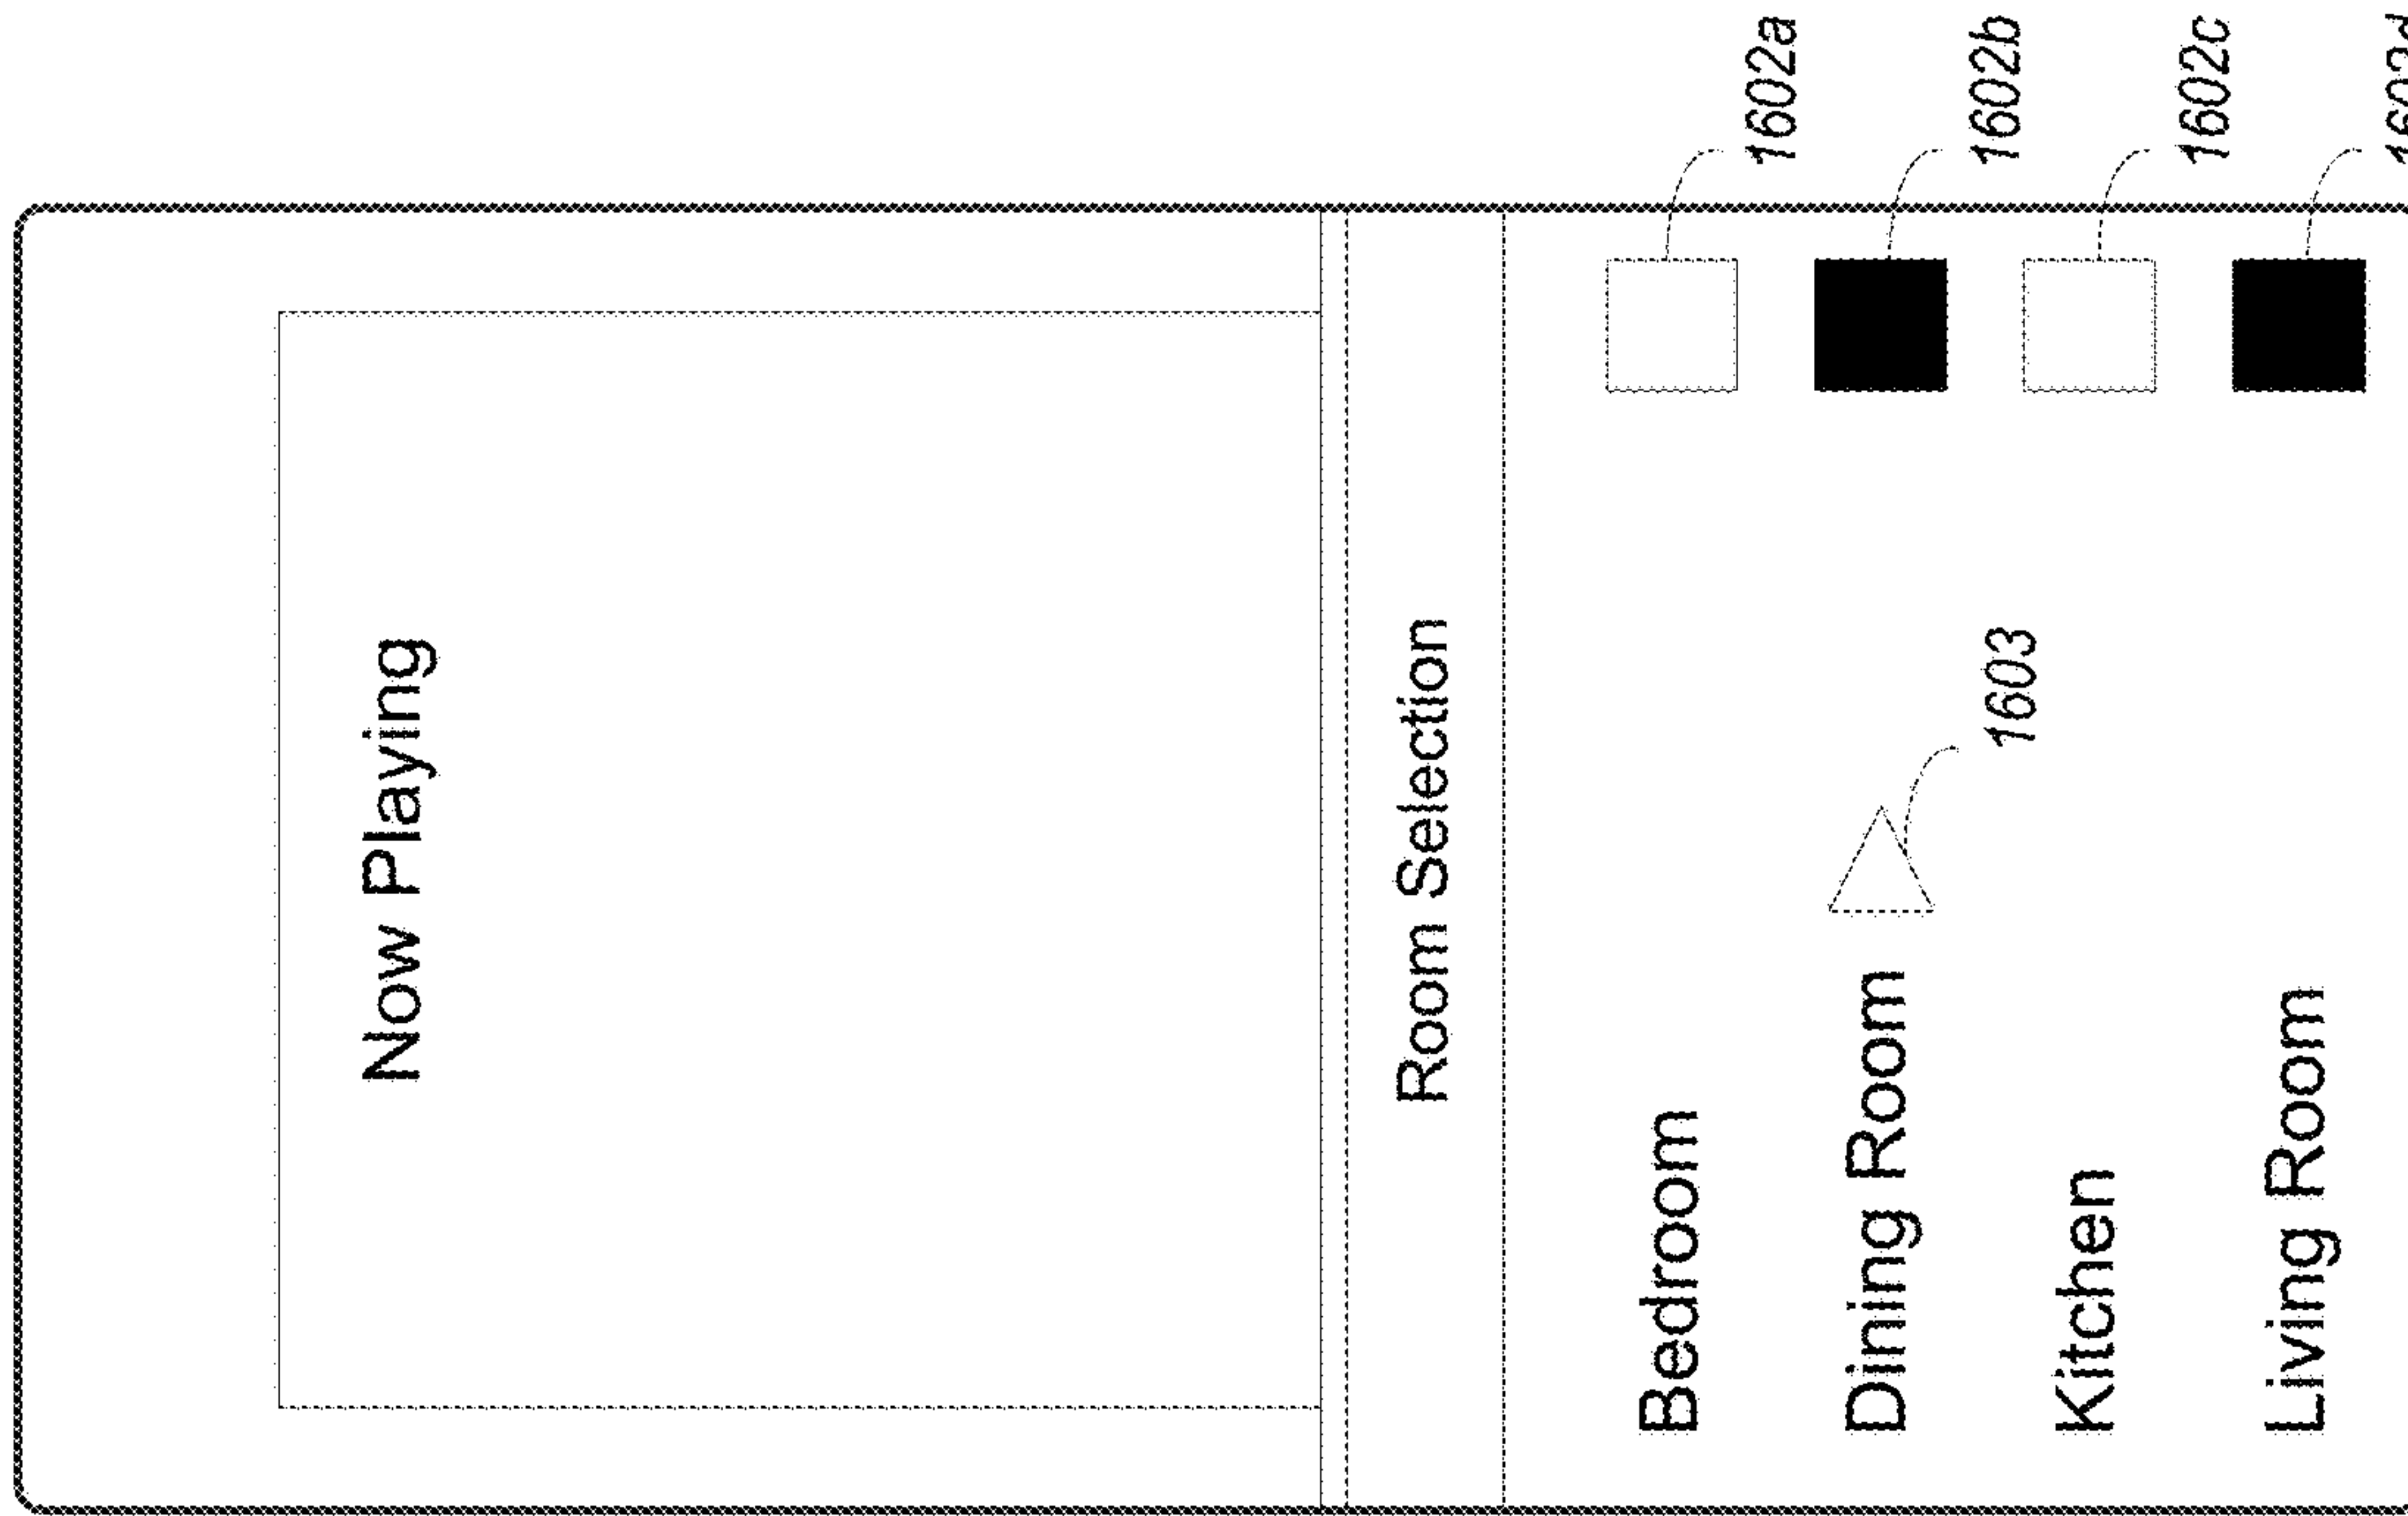 Now Playing
Room Selection
Bedroom 1602a
Dining Room 1603 1602b
Kitchen 1602c
Living Room